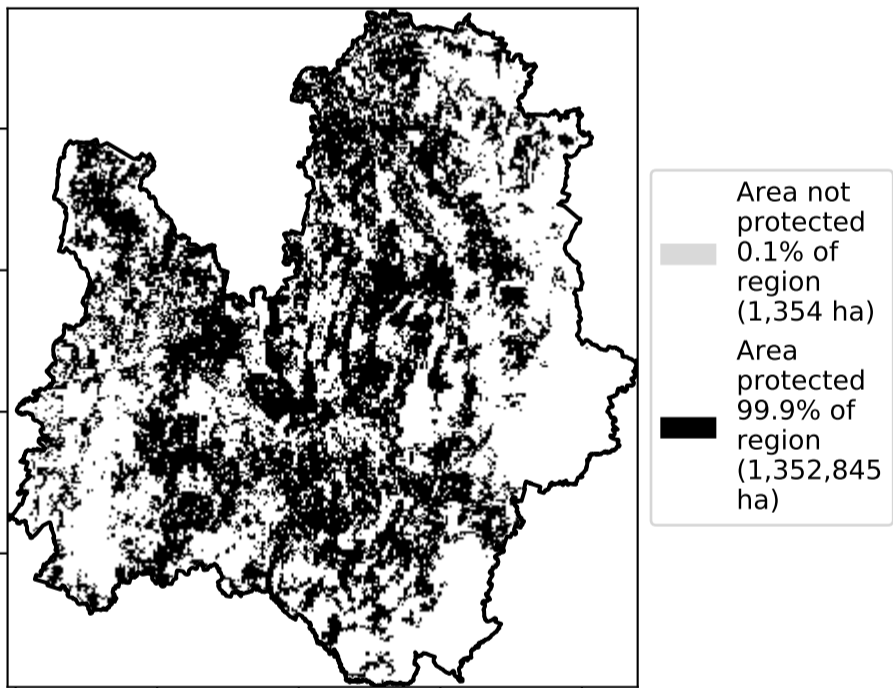 Area not
protected
0.1% of
region
(1,354 ha)
Area
protected
99.9% of
region
(1,352,845
ha)